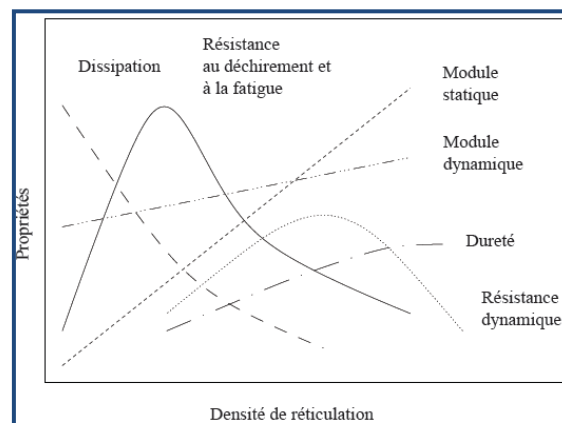 Dissipation
Résistance
au déchirement et
à la fatigue
Module
statique
Module
dynamique
Dureté
Résistance
dynamique
Propriétés
Densité de réticulation